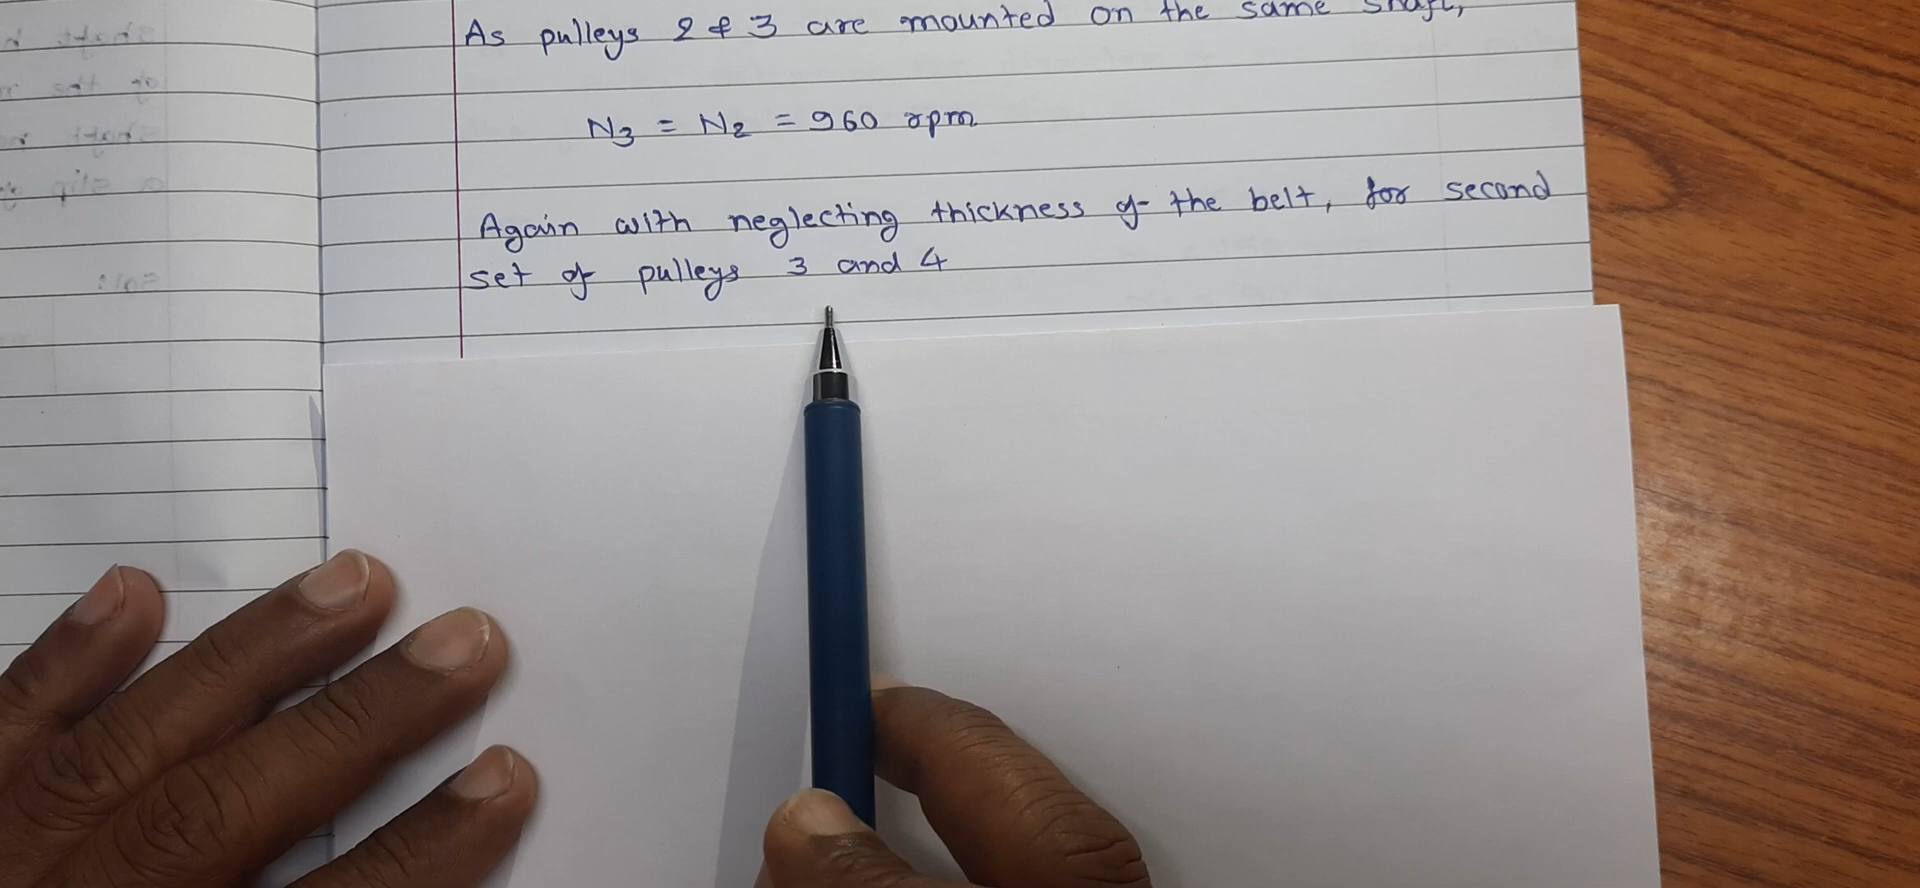 As pulleys 2 & 3 are mounted on the same shaft,
N3 = N2 = 960 rpm
Again with neglecting thickness of the belt, for second
set of pulleys 3 and 4